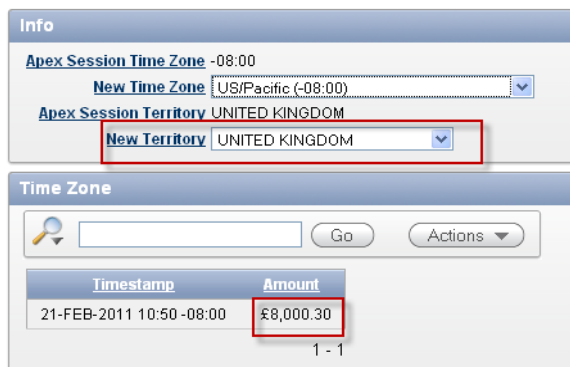 Info
Apex Session Time Zone -08:00
New Time Zone US/Pacific (-08:00)
Apex Session Territory UNITED KINGDOM
New Territory UNITED KINGDOM
Time Zone
Go Actions
Timestamp Amount
21-FEB-2011 10:50 -08:00 £8,000.30
1 - 1